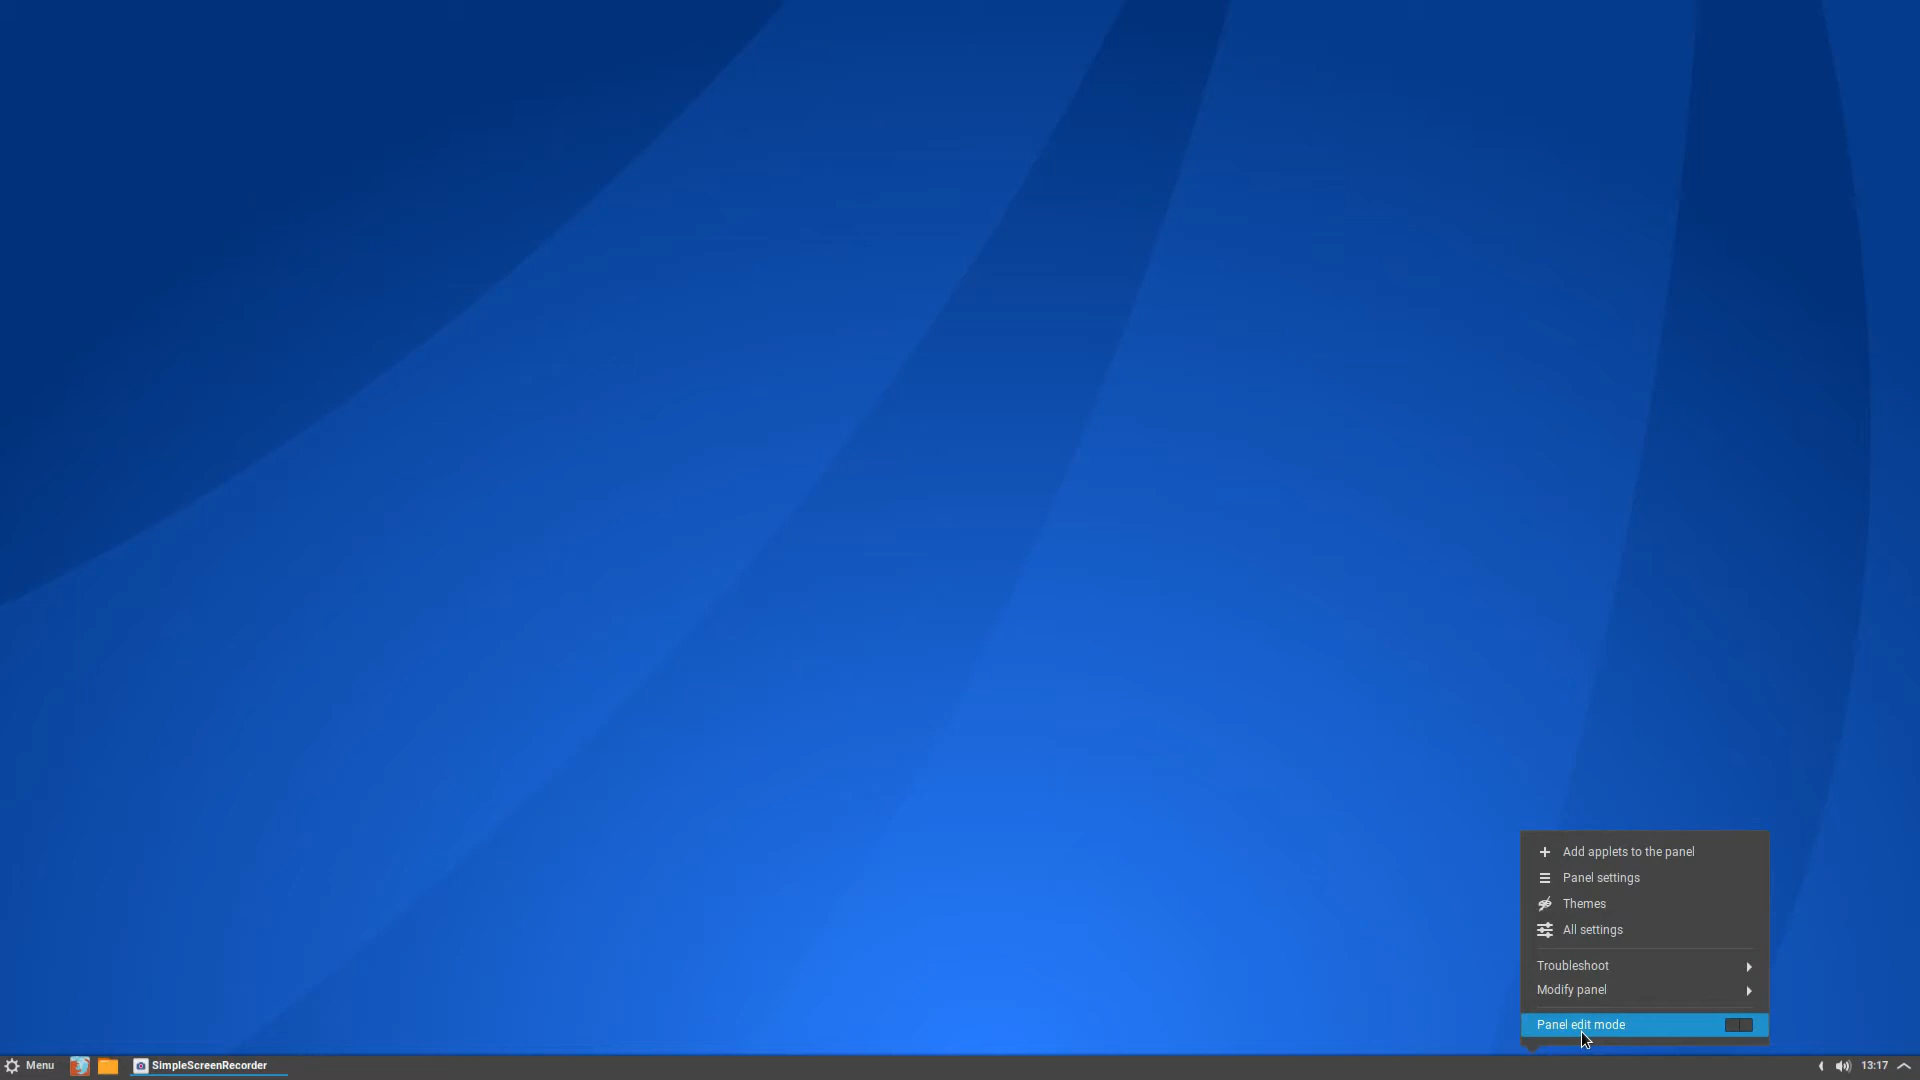 Add applets to the panel
Panel settings
Themes
All settings
Troubleshoot
Modify panel
Panel edit mode
Menu
SimpleScreenRecorder
13:17